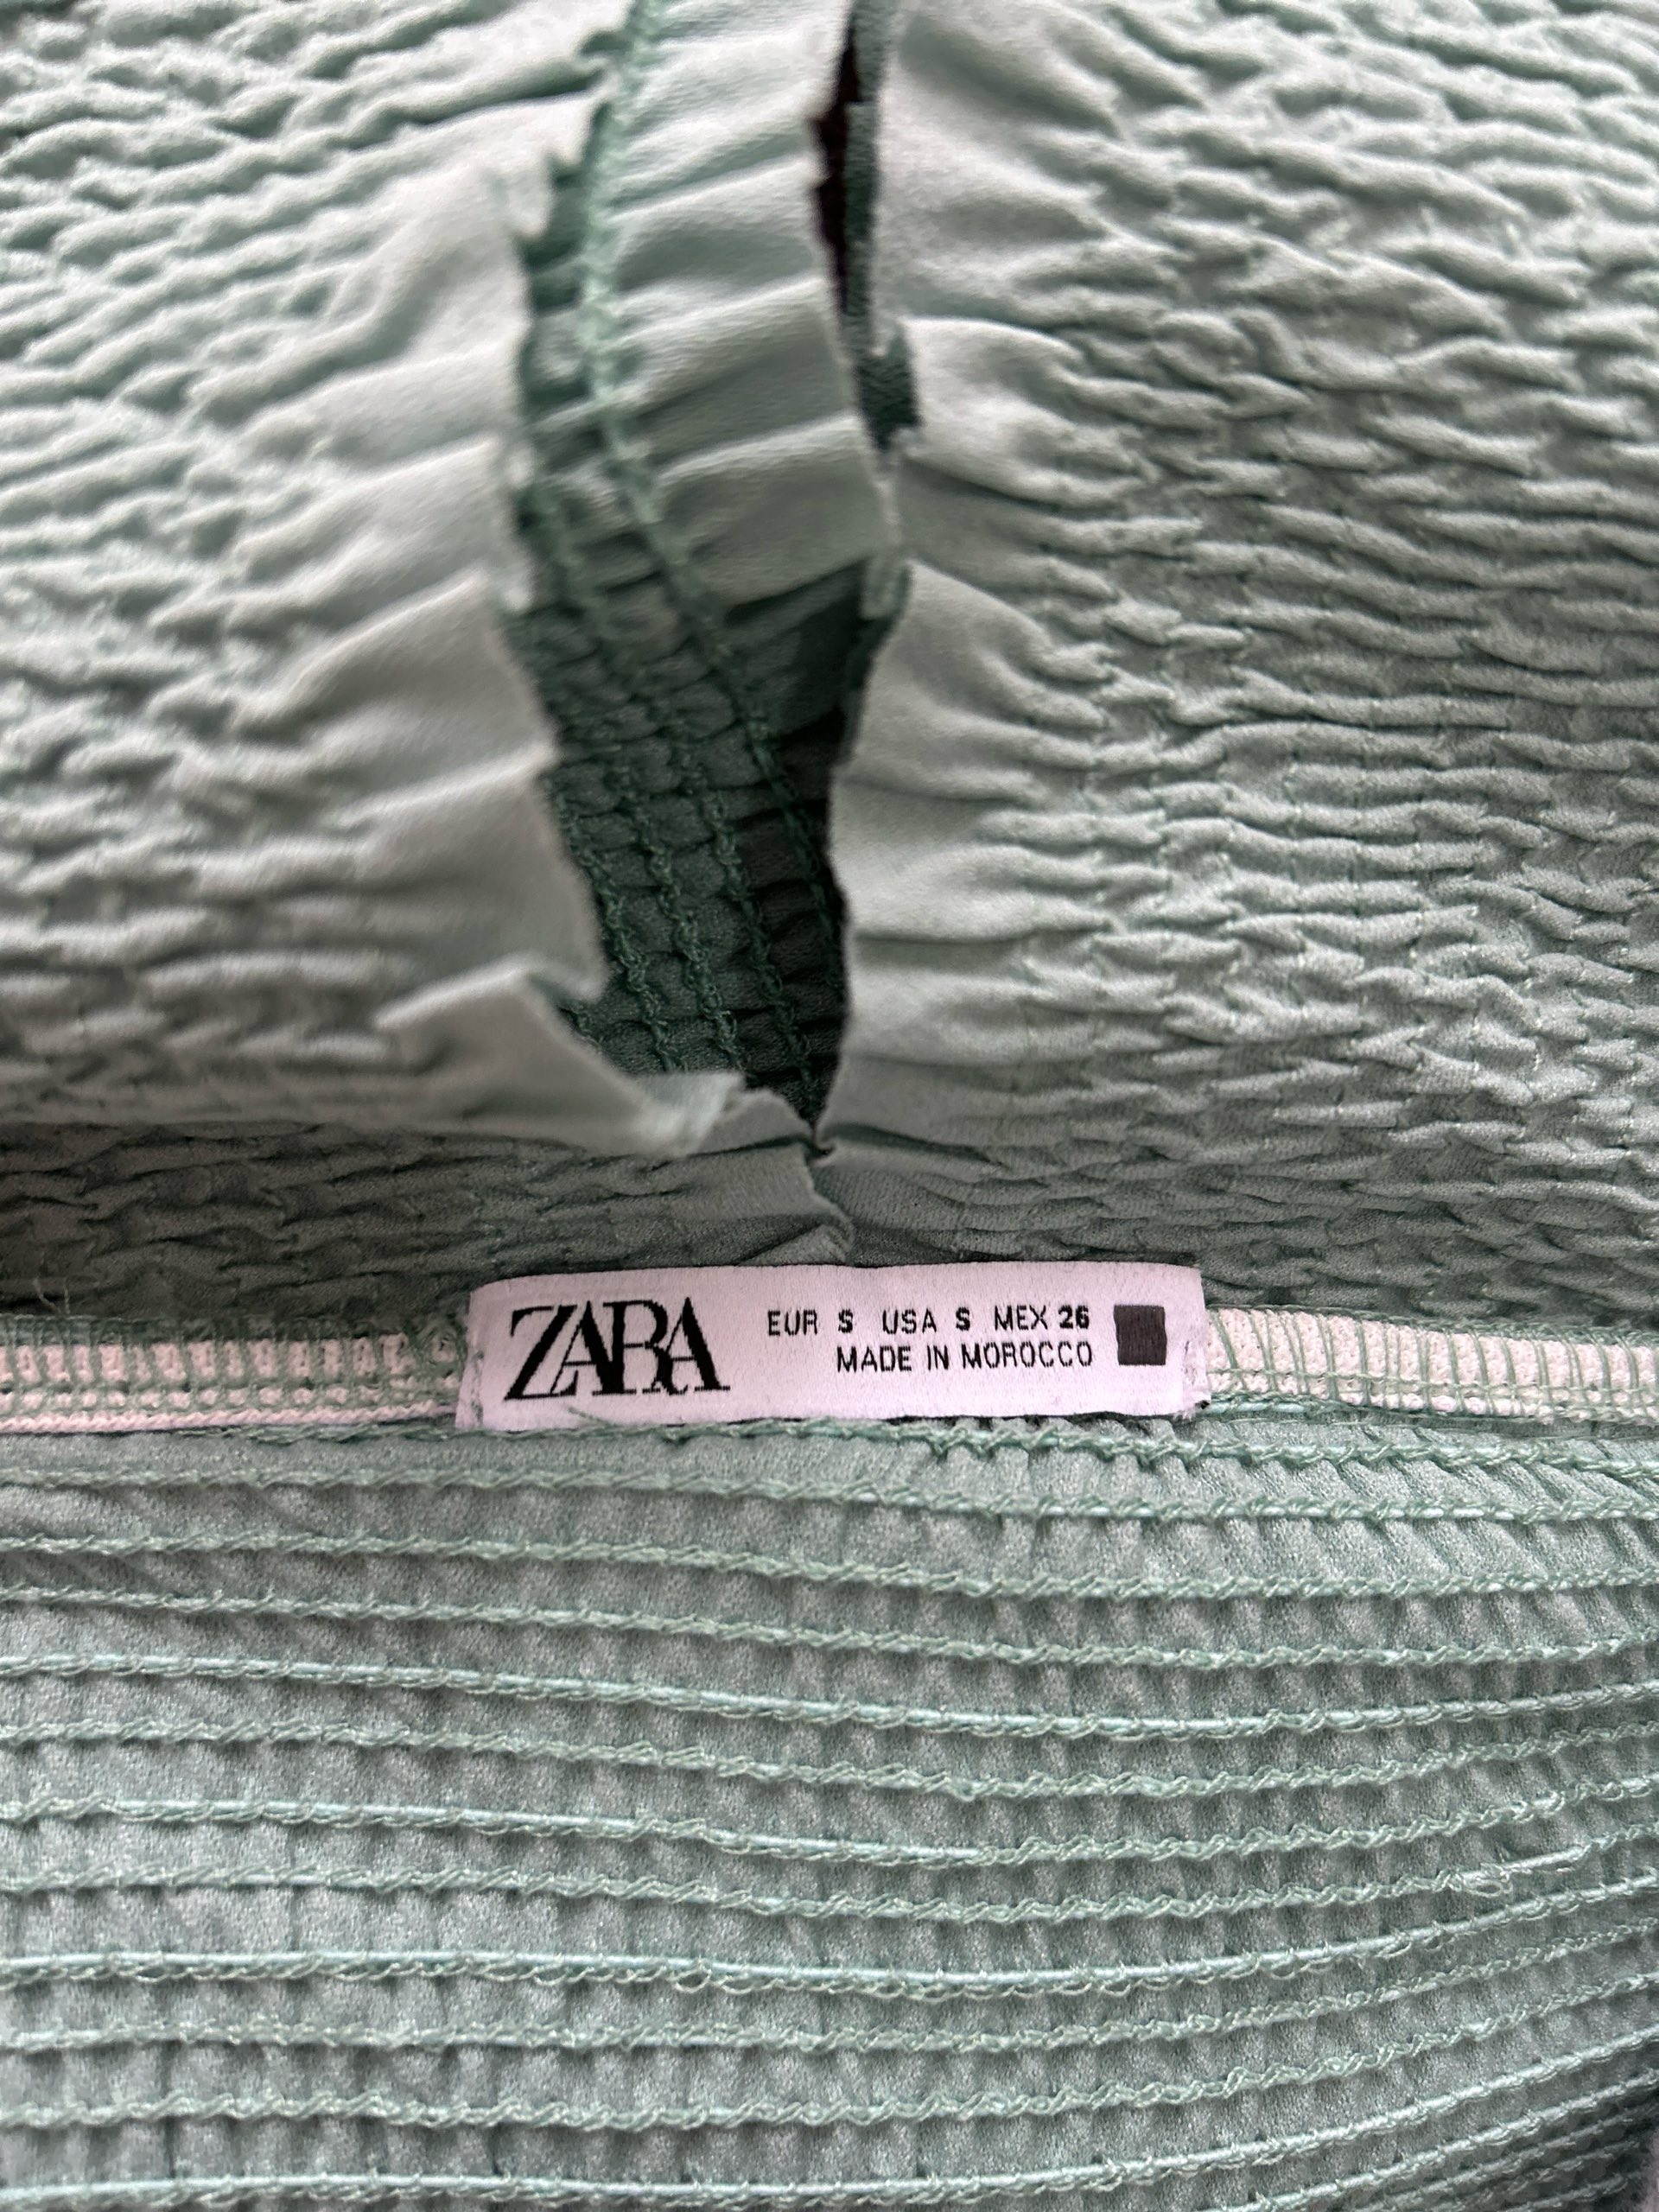 ZARA
EUR S USA S MEX 26
MADE IN MOROCCO